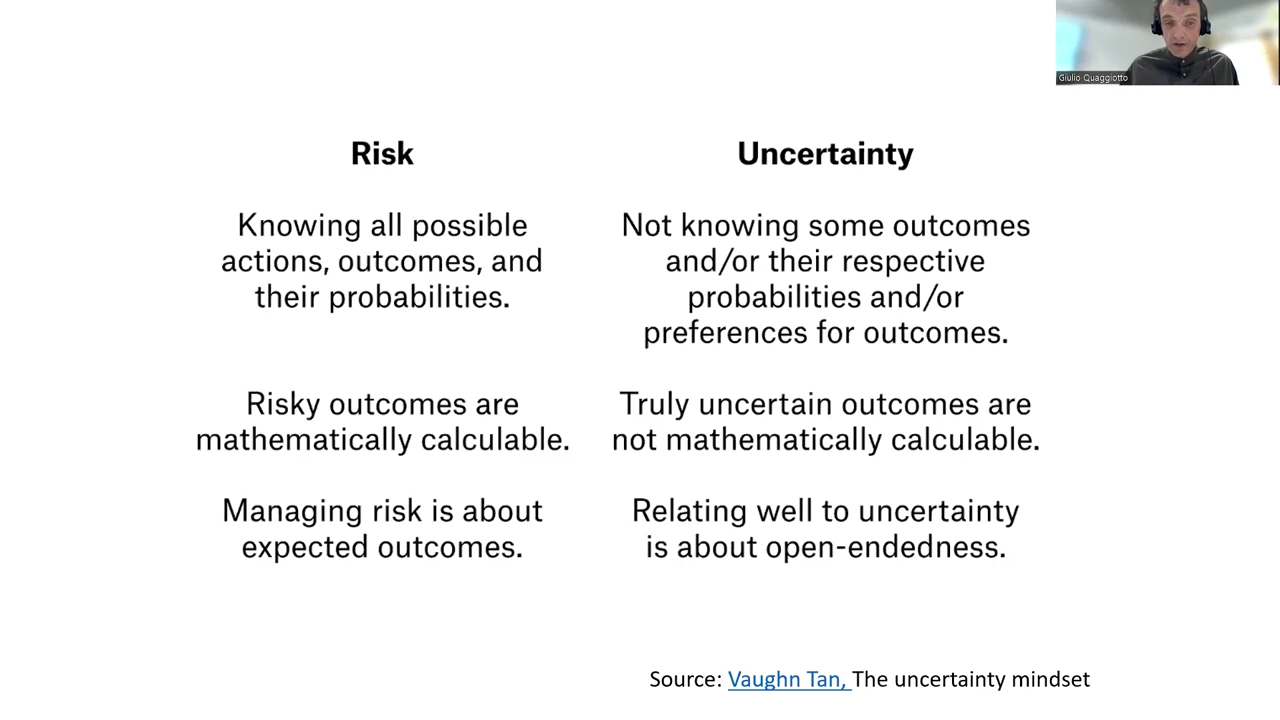 Giulio Quaggiotto
Risk
Knowing all possible
actions, outcomes, and
their probabilities.
Risky outcomes are
mathematically calculable.
Managing risk is about
expected outcomes.
Uncertainty
Not knowing some outcomes
and/or their respective
probabilities and/or
preferences for outcomes.
Truly uncertain outcomes are
not mathematically calculable.
Relating well to uncertainty
is about open-endedness.
Source: Vaughn Tan, The uncertainty mindset